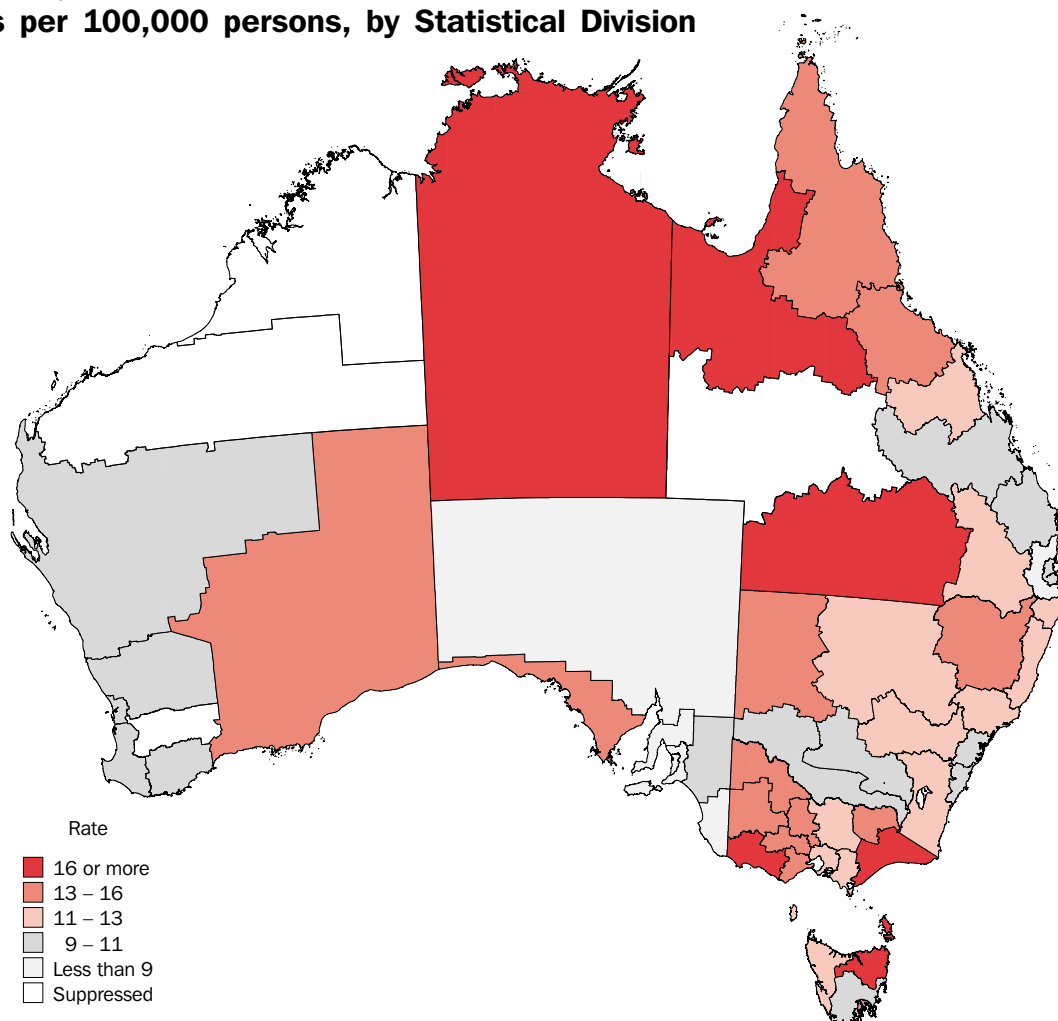 per 100,000 persons, by Statistical Division
Rate
16 or more
13 – 16
11 – 13
9 – 11
Less than 9
Suppressed